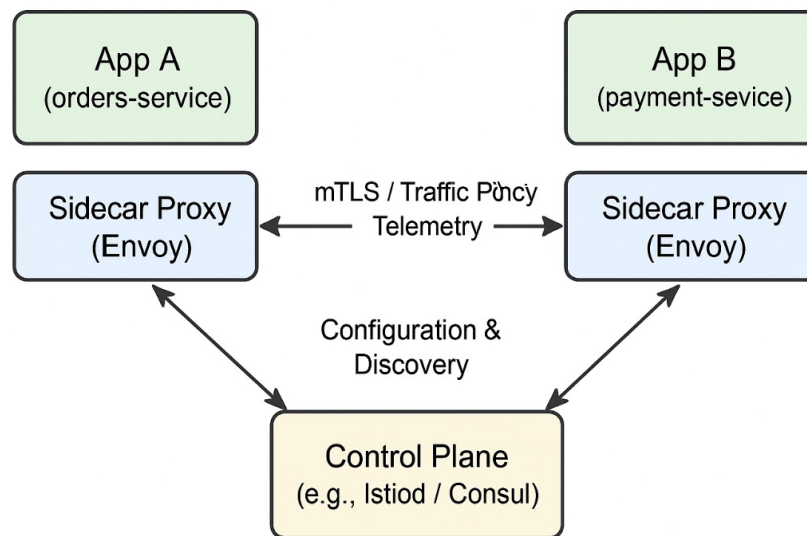 App A
(orders-service)
App B
(payment-sevice)
Sidecar Proxy
(Envoy)
mTLS / Traffic
Telemetry
Sidecar Proxy
(Envoy)
Configuration &
Discovery
Control Plane
(e.g., Istiod / Consul)